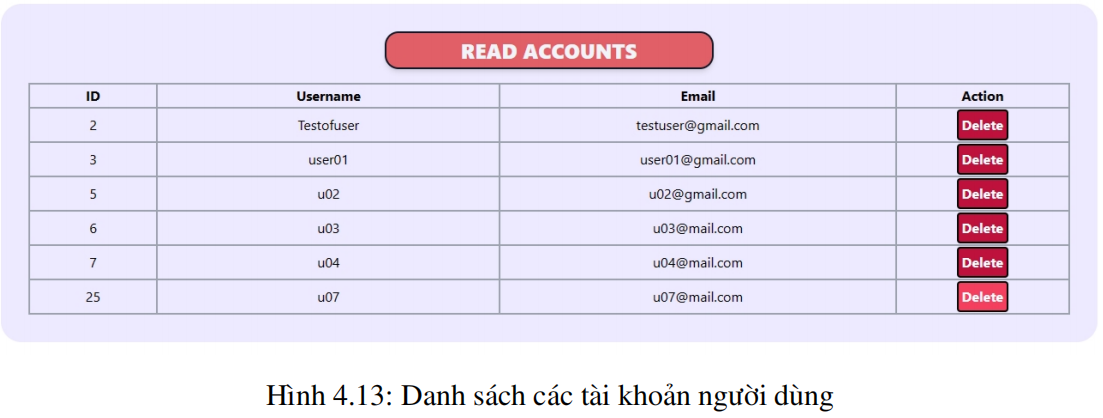 READ ACCOUNTS
ID Username Email Action
2 Testofuser testuser@gmail.com Delete
3 user01 user01@gmail.com Delete
5 u02 u02@gmail.com Delete
6 u03 u03@mail.com Delete
7 u04 u04@mail.com Delete
25 u07 u07@mail.com Delete
Hình 4.13: Danh sách các tài khoản người dùng